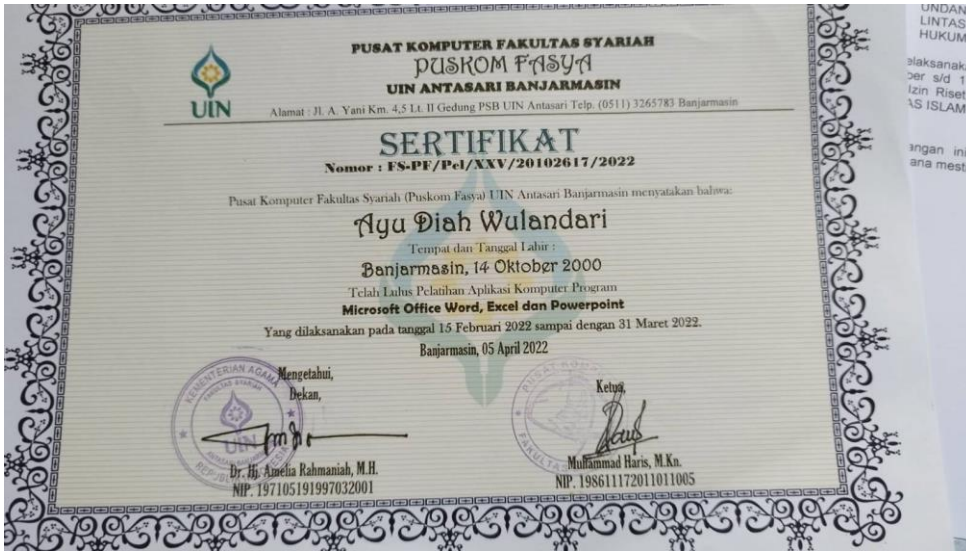 PUSAT KOMPUTER FAKULTAS SYARIAH
PUSKOM FASYA
UIN ANTASARI BANJARMASIN
UIN
Alamat : Jl. A. Yani Km. 4,5 Lt. II Gedung PSB UIN Antasari Telp. (0511) 3265783 Banjarmasin
SERTIFIKAT
Nomor : FS-PF/Pel/XXV/20102617/2022
Pusat Komputer Fakultas Syariah (Puskom Fasya) UIN Antasari Banjarmasin menyatakan bahwa:
Ayu Diah Wulandari
Tempat dan Tanggal Lahir :
Banjarmasin, 14 Oktober 2000
Telah Lulus Pelatihan Aplikasi Komputer Program
Microsoft Office Word, Excel dan Powerpoint
Yang dilaksanakan pada tanggal 15 Februari 2022 sampai dengan 31 Maret 2022.
Banjarmasin, 05 April 2022
Mengetahui,
Dekan,
KEMENTERIAN AGAMA
FAKULTAS SYARIAH
UIN
Dr. Hj. Amelia Rahmaniah, M.H.
NIP. 197105191997032001
Ketua,
PUSAT
Muhammad Haris, M.Kn.
NIP. 198611172011011005
UNDAN
LINTAS
HUKUM
elaksanak
ber s/d 1
Izin Riset
AS ISLAM
angan ini
ana mest